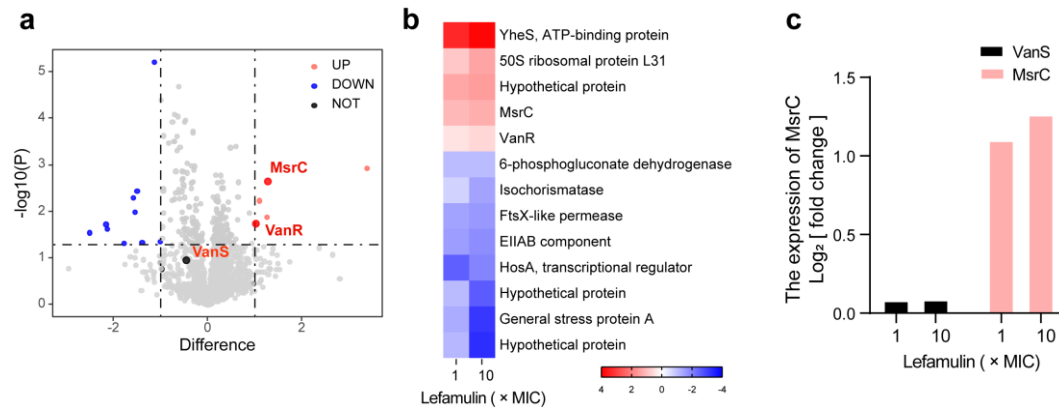 a
-log10(P)
5
4
3
2
1
0
-2
0
2
Difference
UP
DOWN
NOT
MsrC
VanR
VanS
b
YheS, ATP-binding protein
50S ribosomal protein L31
Hypothetical protein
MsrC
VanR
6-phosphogluconate dehydrogenase
Isochorismatase
FtsX-like permease
EIIAB component
HosA, transcriptional regulator
Hypothetical protein
General stress protein A
Hypothetical protein
1 10
Lefamulin ( × MIC)
4 2 0 -2 -4
c
VanS
MsrC
The expression of MsrC
Log₂ [ fold change ]
1.5
1.0
0.5
0.0
1 10 1 10
Lefamulin ( × MIC)